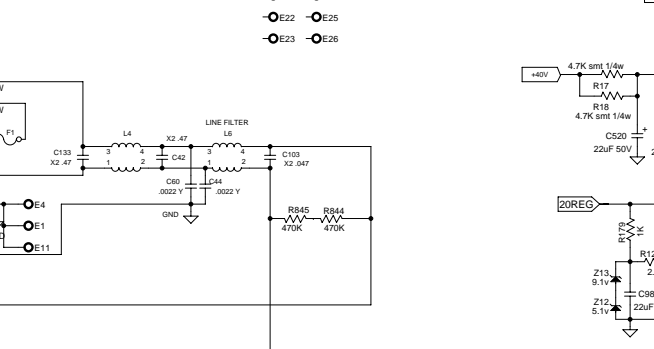 E22 E25
E23 E26
4.7K smt 1/4w
+40V
R17
R18
4.7K smt 1/4w
W
W
LINE FILTER
F1
L4
X2 .47
L6
C520
+
22uF 50V
2
3 4
3 4
C133
X2 .47
C42
C103
X2 .047
1 2
1 2
C60
C44
.0022 Y
.0022 Y
E4
20REG
R845
R844
GND
470K
470K
E1
D
R179
1K
E11
R12
2.
Z13
9.1v
C98
Z12
5.1v
22uF